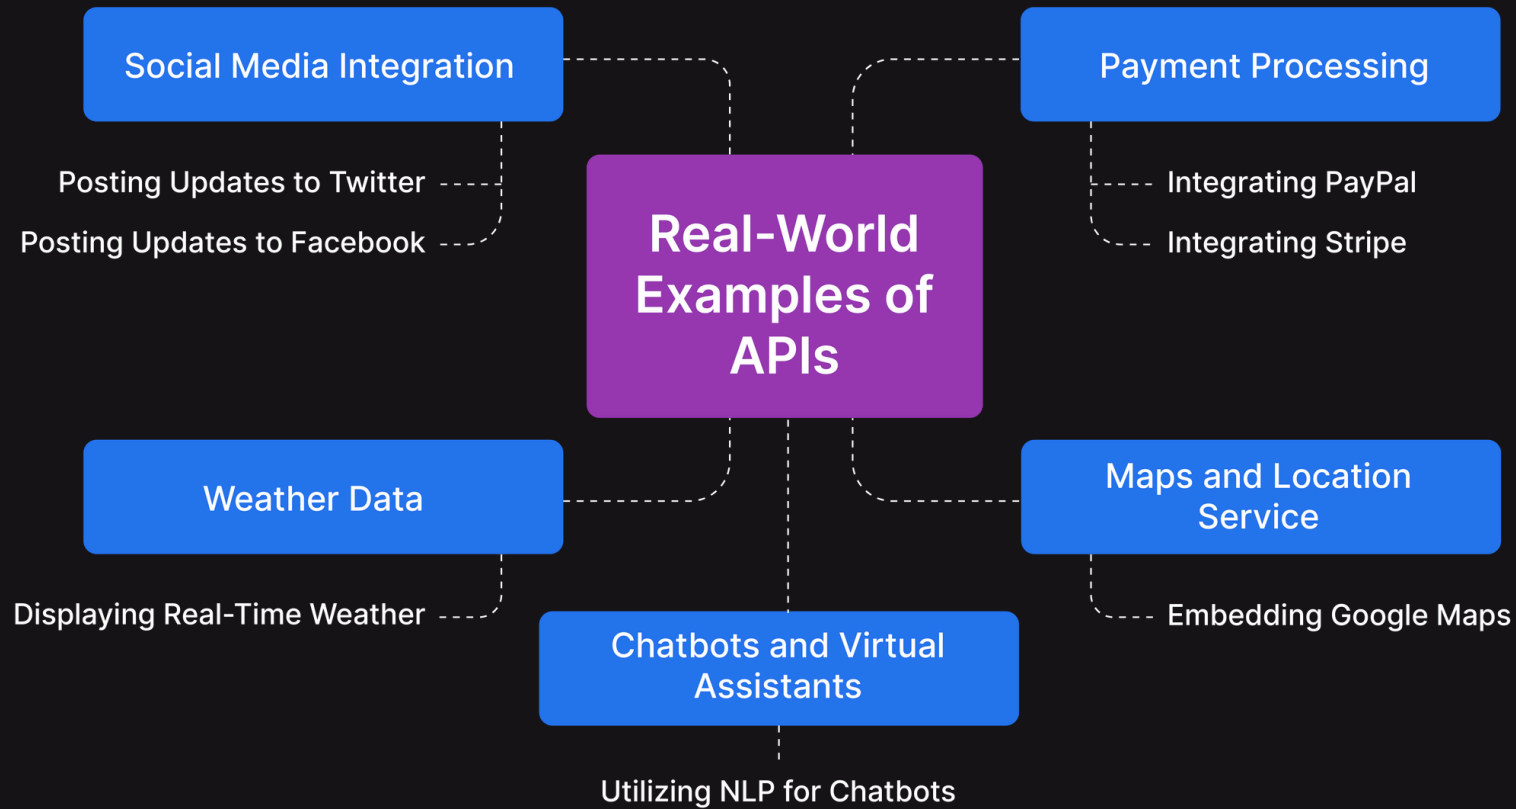 Social Media Integration
Posting Updates to Twitter
Posting Updates to Facebook
Payment Processing
Integrating PayPal
Integrating Stripe
Real-World
Examples of
APIs
Weather Data
Displaying Real-Time Weather
Maps and Location
Service
Embedding Google Maps
Chatbots and Virtual
Assistants
Utilizing NLP for Chatbots